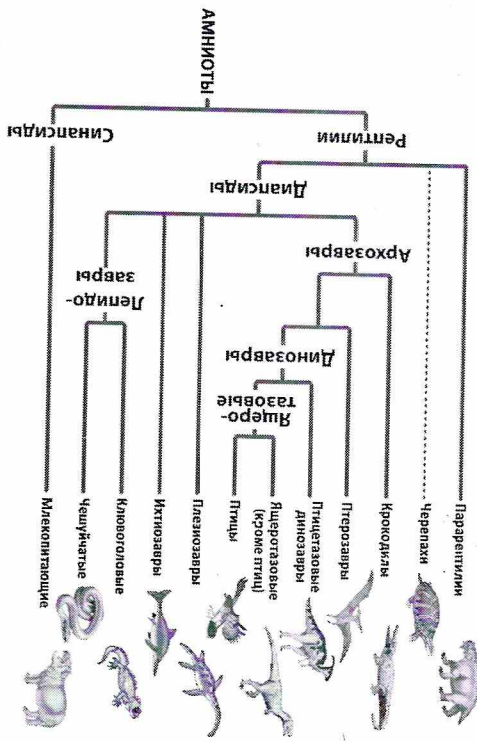 АМНИОТЫ
Синапсиды
Рептилии
Диапсиды
Лепидо-
завры
Архозавры
Динозавры
Ящеро-
тазовые
Млекопитающие
Чешуйчатые
Клювоголовые
Ихтиозавры
Плезиозавры
Птицы
Ящеротазовые
(кроме птиц)
Птицетазовые
динозавры
Птерозавры
Крокодилы
Черепахи
Парарептилии